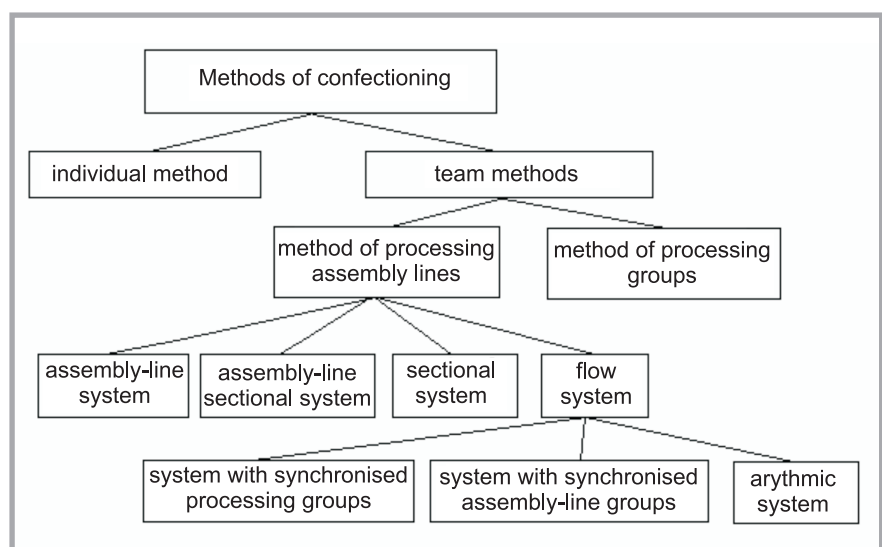 Methods of confectioning
individual method
team methods
method of processing
assembly lines
method of processing
groups
assembly-line
system
assembly-line
sectional system
sectional
system
flow
system
system with synchronised
processing groups
system with synchronised
assembly-line groups
arythmic
system